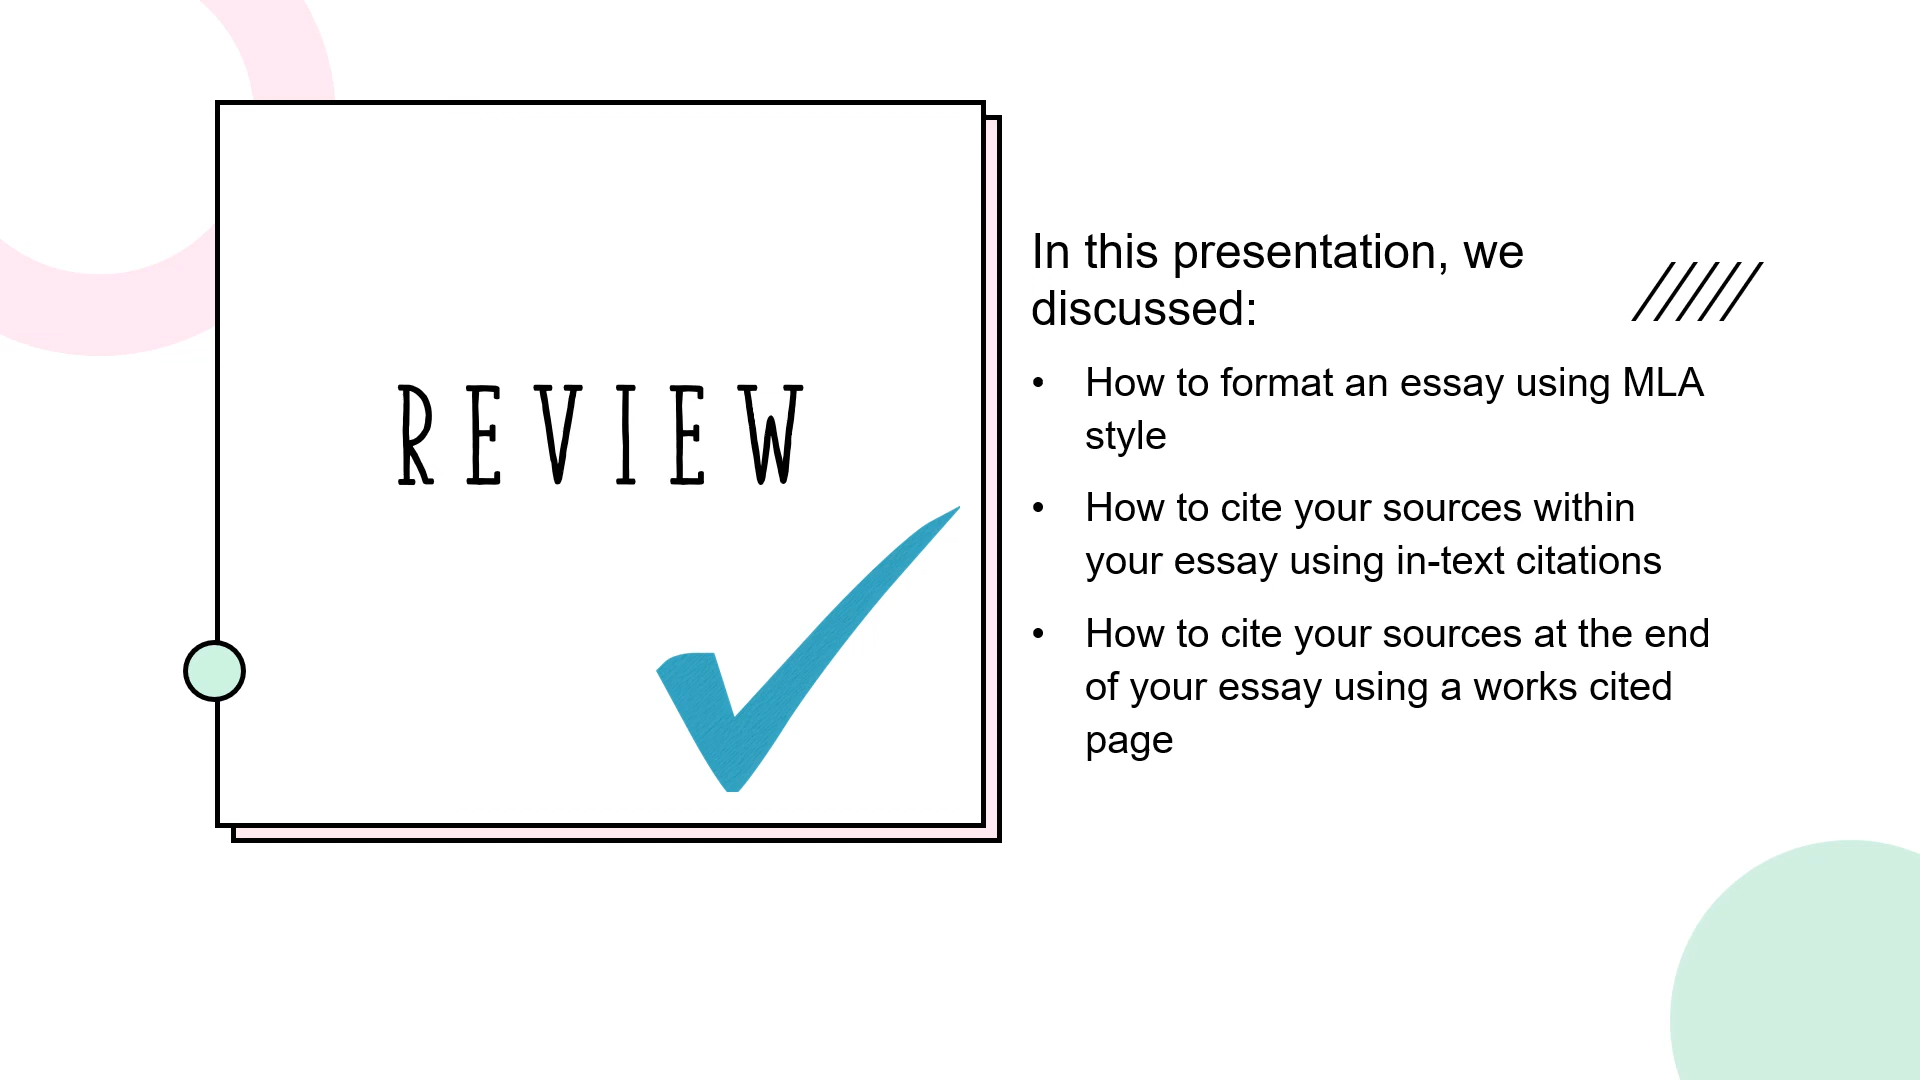 REVIEW
In this presentation, we
discussed:
• How to format an essay using MLA
style
• How to cite your sources within
your essay using in-text citations
• How to cite your sources at the end
of your essay using a works cited
page